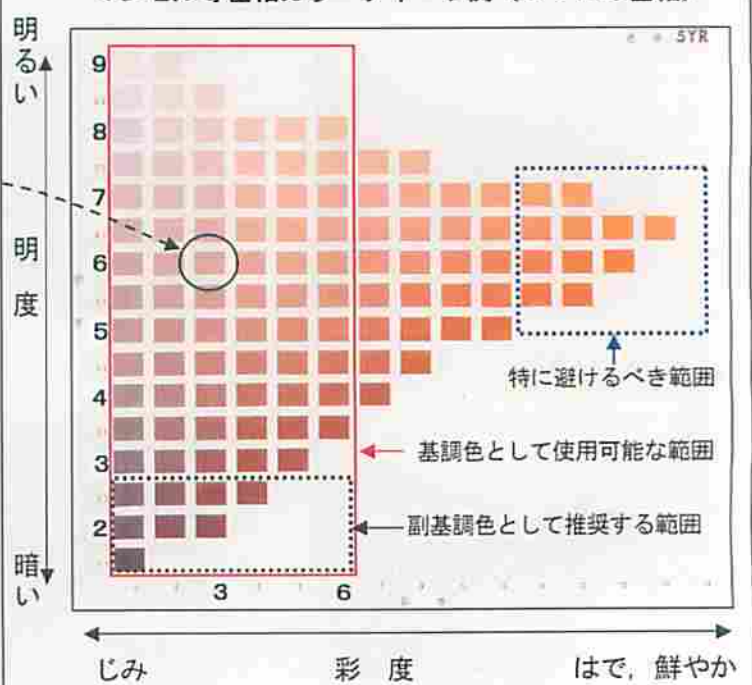 明るい
5YR
9
8
7
6
5
4
3
2
明度
暗い
特に避けるべき範囲
基調色として使用可能な範囲
副基調色として推奨する範囲
3 6
じみ 彩度 はで,鮮やか